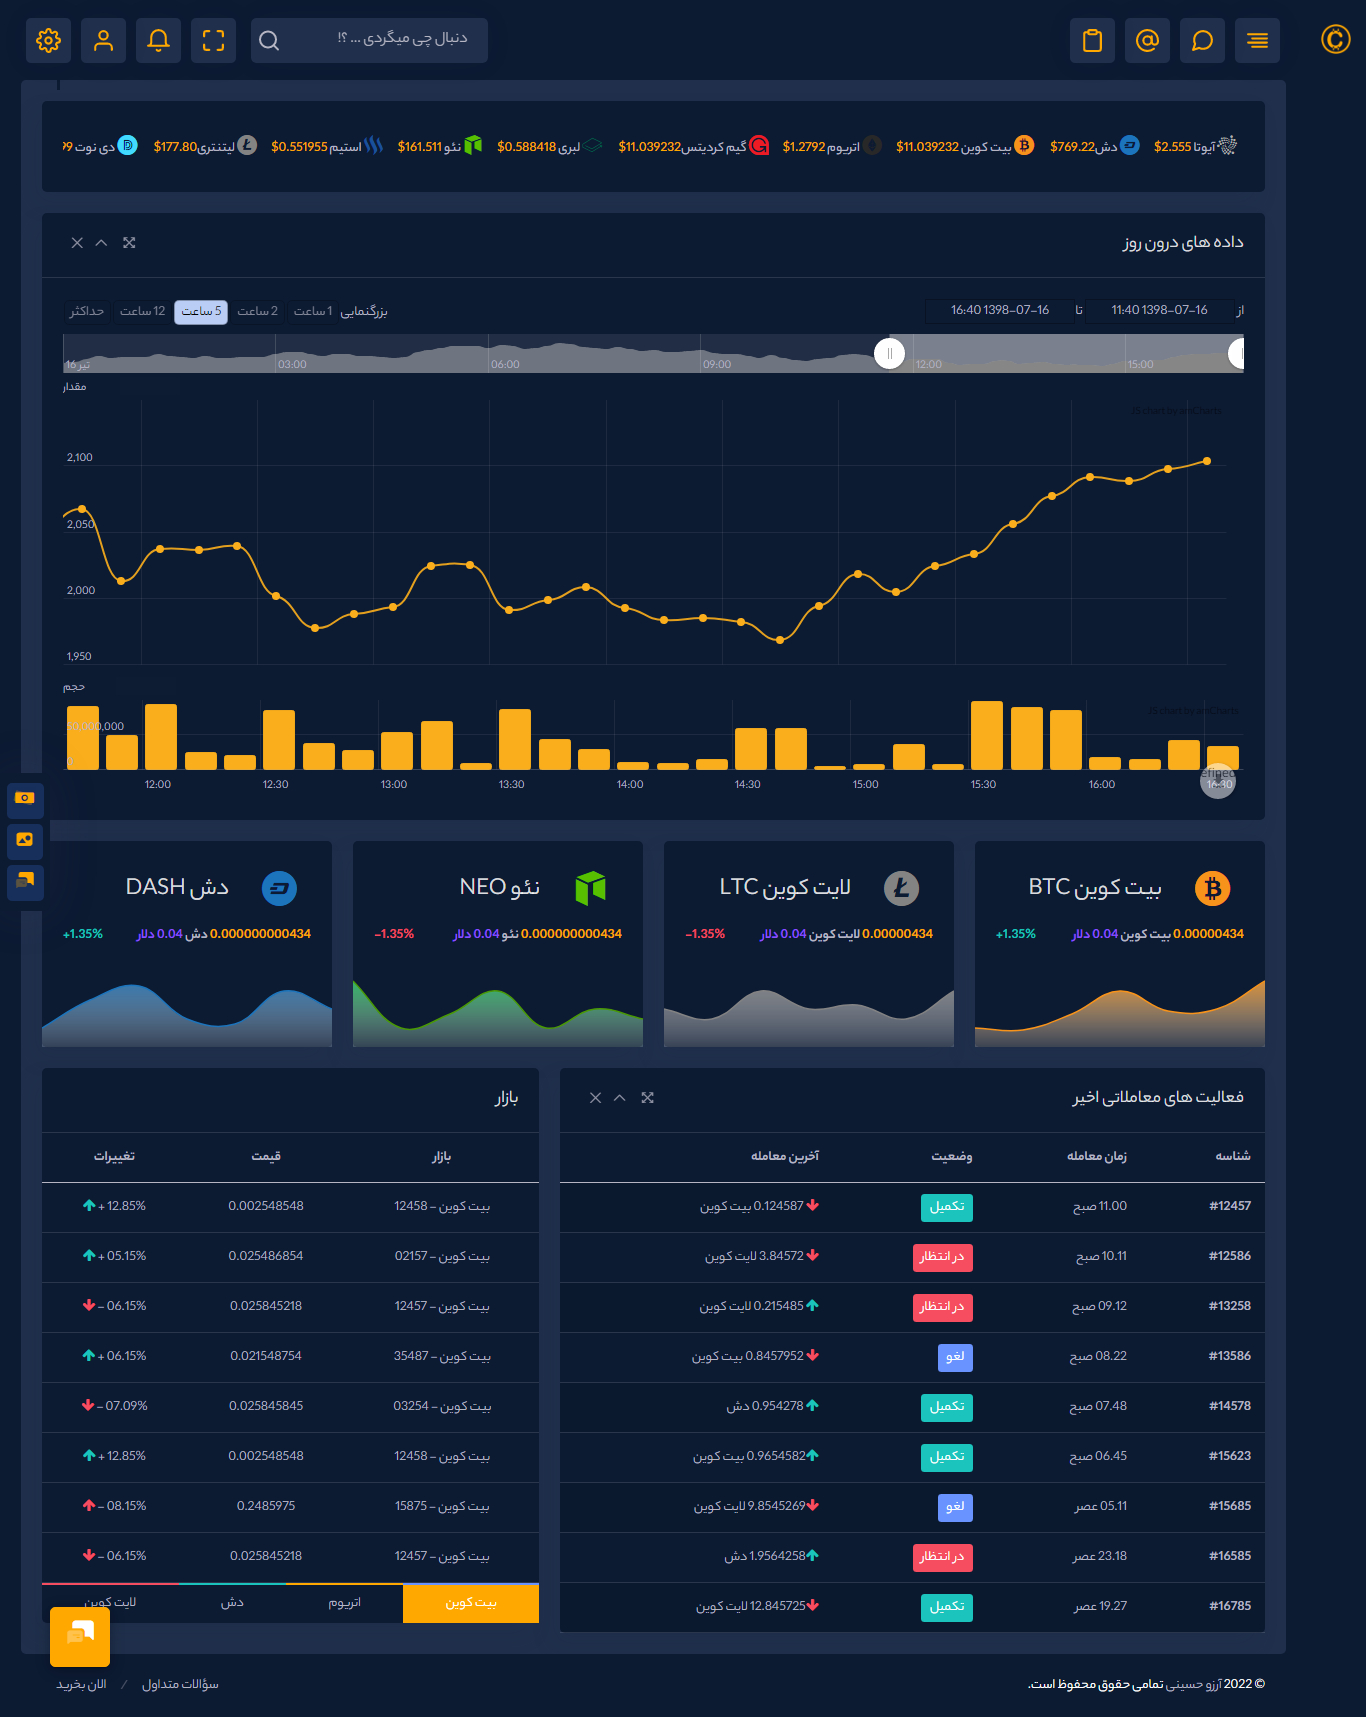 دنبال چی میگردی ... ؟!
آیوتا $2.555 دش $769.22 بیت کوین $11.039232 اتریوم $1.2792 گیم کردیتس $11.039232 لبری $0.588418 نئو $161.511 استیم $0.551955 لیتنتری $177.80 دی نوت
داده های درون روز
از 1398-07-16 11:40 تا 1398-07-16 16:40
بزرگنمایی 1 ساعت 2 ساعت 5 ساعت 12 ساعت حداکثر
تیر 16 03:00 06:00 09:00 12:00 15:00
مقدار
JS chart by amCharts
2,100
2,050
2,000
1,950
حجم
JS chart by amCharts
0
12:00 12:30 13:00 13:30 14:00 14:30 15:00 15:30 16:00 16:30
بیت کوین BTC
0.00000434 بیت کوین 0.04 دلار +1.35%
لایت کوین LTC
0.00000434 لایت کوین 0.04 دلار -1.35%
نئو NEO
0.000000000434 نئو 0.04 دلار -1.35%
دش DASH
0.000000000434 دش 0.04 دلار +1.35%
فعالیت های معاملاتی اخیر
شناسه زمان معامله وضعیت آخرین معامله
#12457 11.00 صبح تکمیل 0.124587 بیت کوین
#12586 10.11 صبح در انتظار 3.84572 لایت کوین
#13258 09.12 صبح در انتظار 0.215485 لایت کوین
#13586 08.22 صبح لغو 0.8457952 بیت کوین
#14578 07.48 صبح تکمیل 0.954278 دش
#15623 06.45 صبح تکمیل 0.9654582 بیت کوین
#15685 05.11 عصر لغو 9.8545269 لایت کوین
#16585 23.18 عصر در انتظار 1.9564258 دش
#16785 19.27 عصر تکمیل 12.845725 لایت کوین
بازار
بازار قیمت تغییرات
بیت کوین - 12458 0.002548548 + 12.85%
بیت کوین - 02157 0.025486854 + 05.15%
بیت کوین - 12457 0.025845218 - 06.15%
بیت کوین - 35487 0.021548754 + 06.15%
بیت کوین - 03254 0.025845845 - 07.09%
بیت کوین - 12458 0.002548548 + 12.85%
بیت کوین - 15875 0.2485975 - 08.15%
بیت کوین - 12457 0.025845218 - 06.15%
بیت کوین اتریوم دش لایت کوین
© 2022 آرزو حسینی تمامی حقوق محفوظ است.
سؤالات متداول / الان بخرید